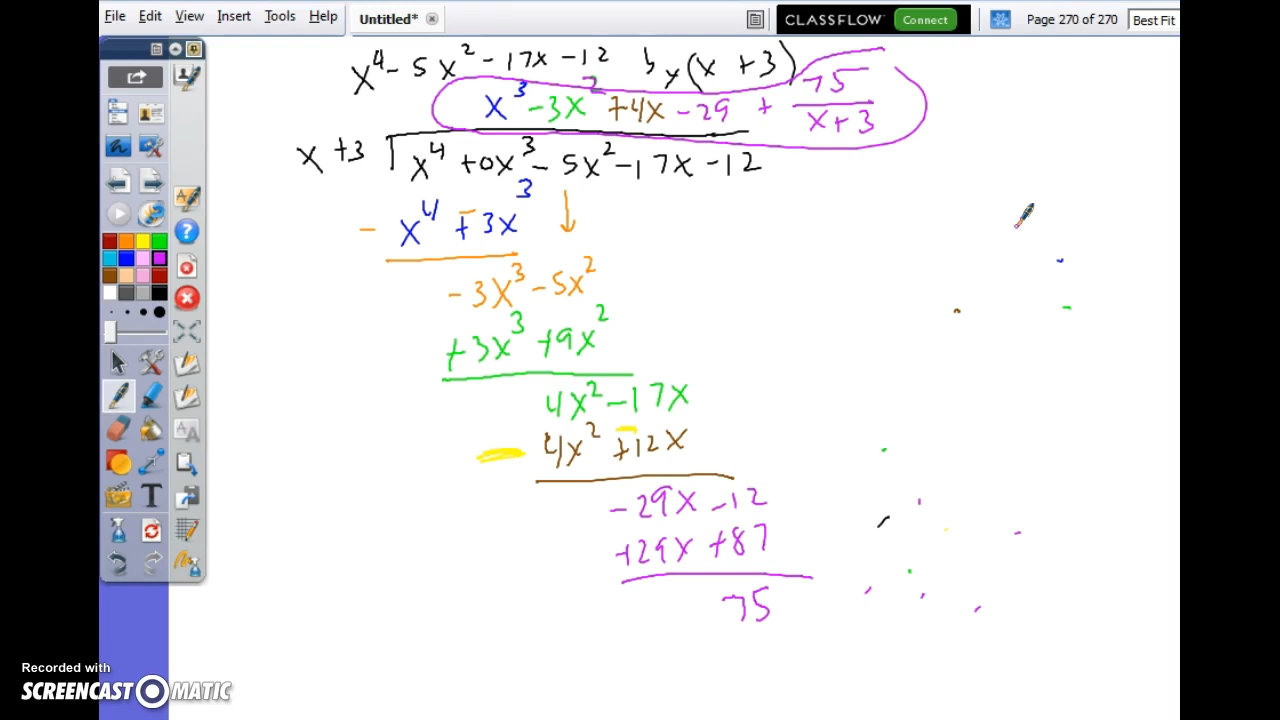 File Edit View Insert Tools Help Untitled* CLASSFLOW Connect Page 270 of 270 Best Fit
x⁴ - 5x² - 17x - 12 by (x + 3)
x³ - 3x² + 4x - 29 + 75/(x+3)
x + 3 x⁴ + 0x³ - 5x² - 17x - 12
- x⁴ + 3x³
- 3x³ - 5x²
+ 3x³ + 9x²
4x² - 17x
- 4x² + 12x
- 29x - 12
+ 29x + 87
75
Recorded with
SCREENCAST O MATIC